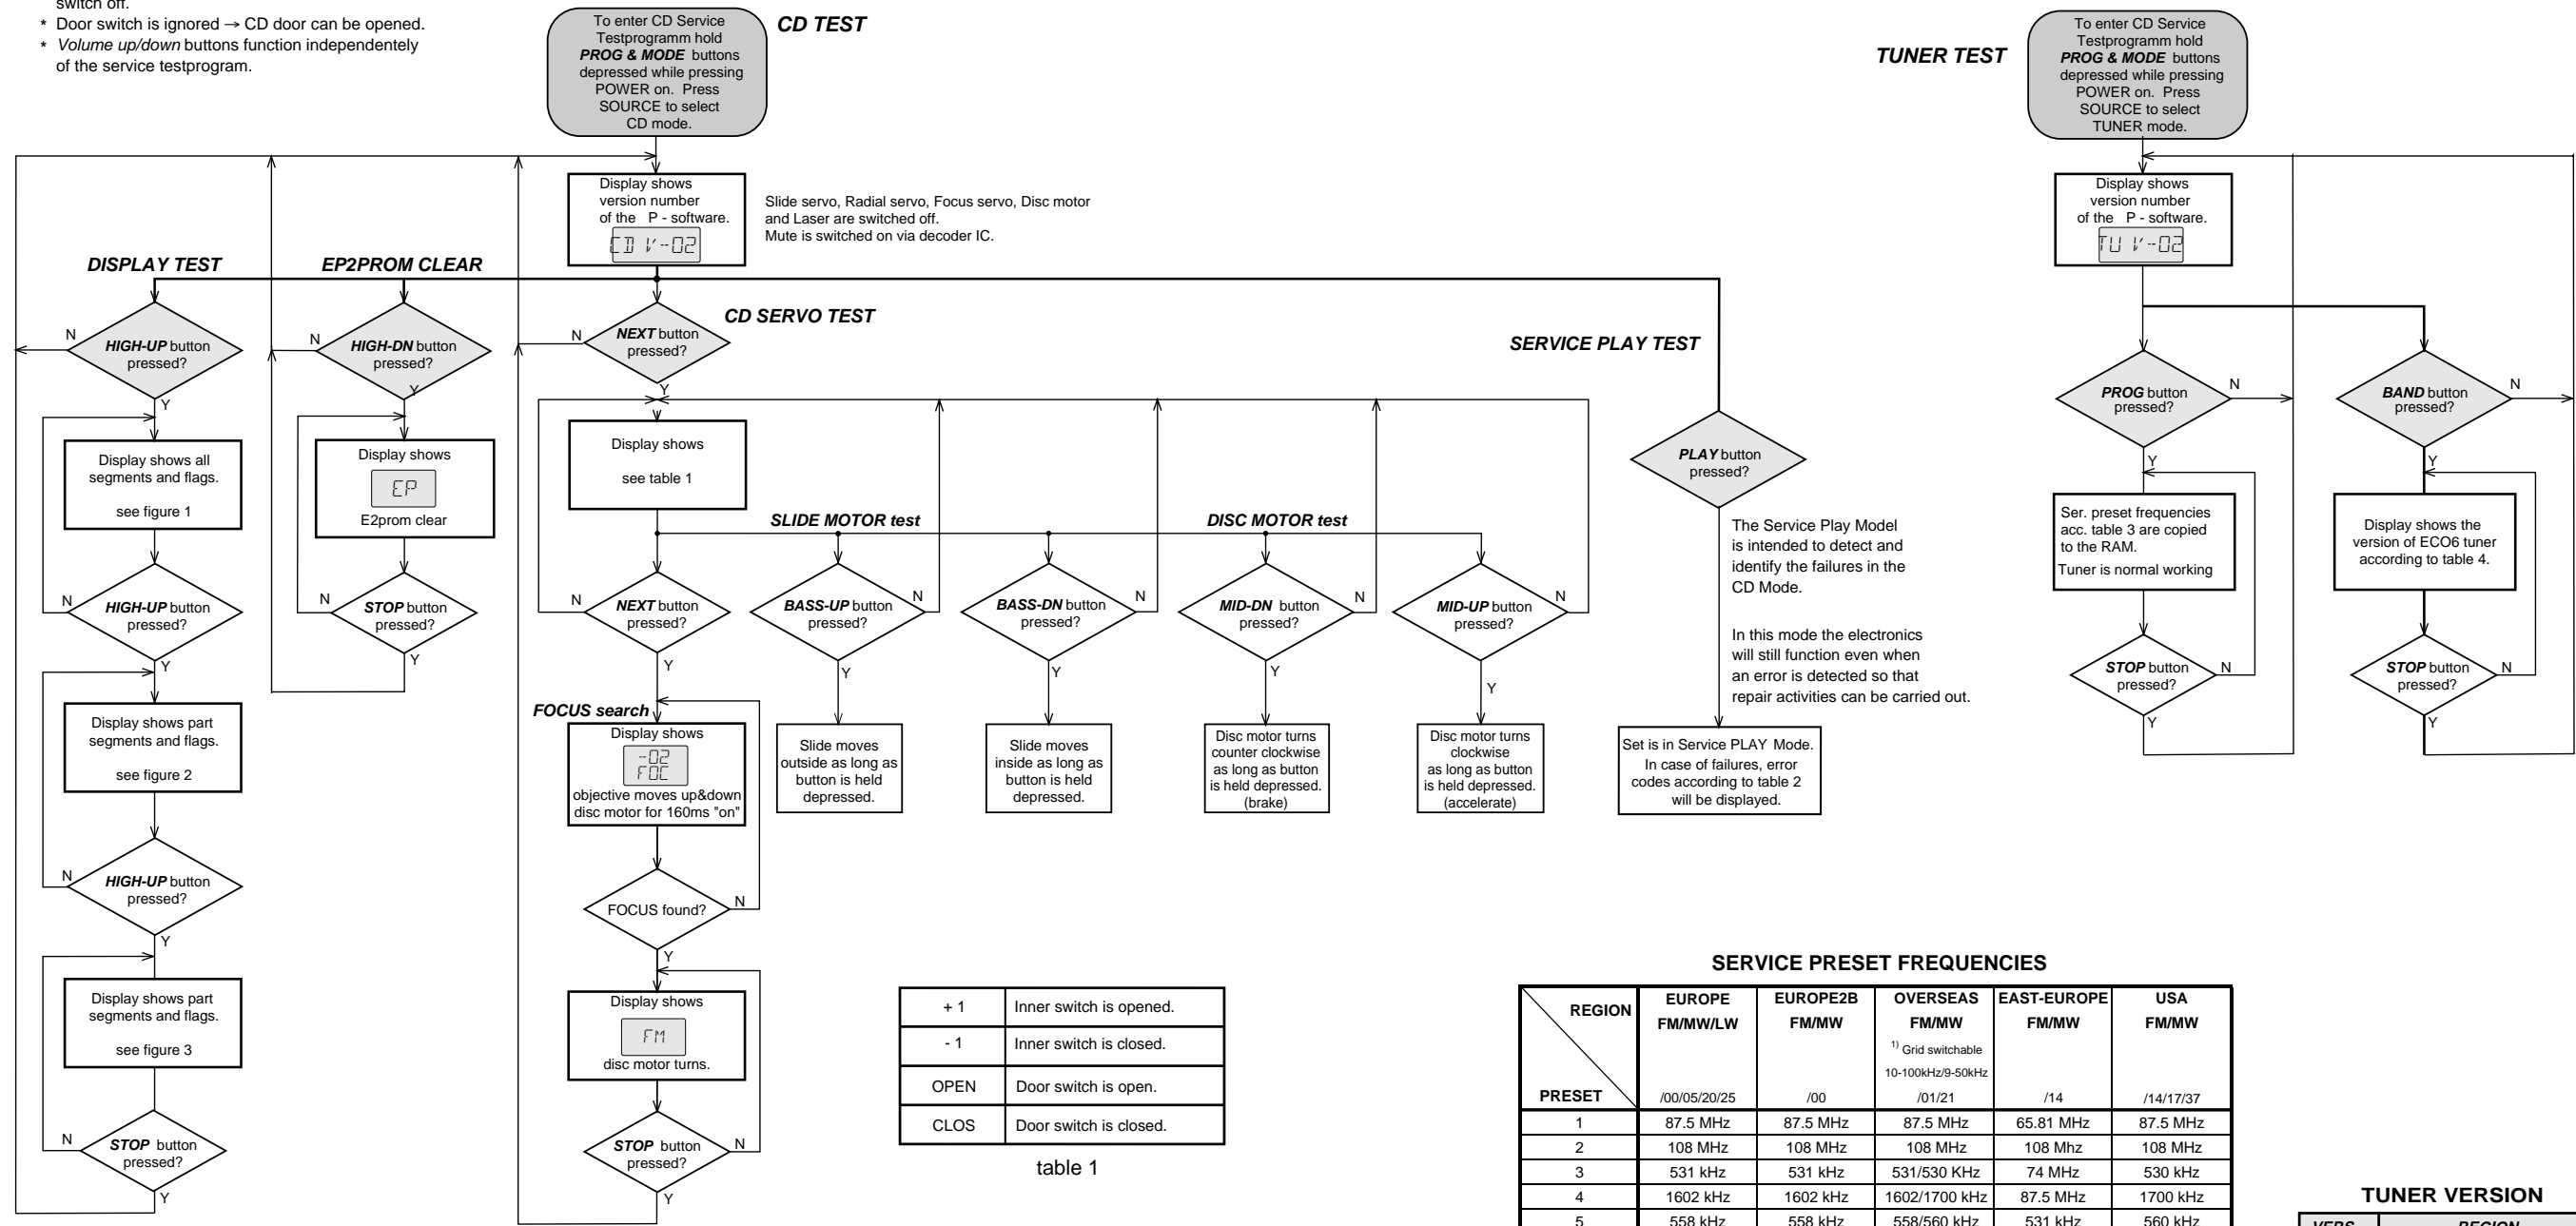 switch off.
* Door switch is ignored → CD door can be opened.
* Volume up/down buttons function independentely
of the service testprogram.
To enter CD Service
Testprogramm hold
PROG & MODE buttons
depressed while pressing
POWER on. Press
SOURCE to select
CD mode.
CD TEST
Display shows
version number
of the P - software.
CD V-02
Slide servo, Radial servo, Focus servo, Disc motor
and Laser are switched off.
Mute is switched on via decoder IC.
DISPLAY TEST
HIGH-UP button
pressed?
N
Y
Display shows all
segments and flags.
see figure 1
HIGH-UP button
pressed?
N
Y
Display shows part
segments and flags.
see figure 2
HIGH-UP button
pressed?
N
Y
Display shows part
segments and flags.
see figure 3
STOP button
pressed?
N
Y
EP2PROM CLEAR
HIGH-DN button
pressed?
N
Y
Display shows
EP
E2prom clear
STOP button
pressed?
N
Y
CD SERVO TEST
NEXT button
pressed?
N
Y
Display shows
see table 1
NEXT button
pressed?
N
Y
FOCUS search
Display shows
-02
FOC
objective moves up&down
disc motor for 160ms "on"
FOCUS found?
N
Y
Display shows
FM
disc motor turns.
STOP button
pressed?
N
Y
SLIDE MOTOR test
BASS-UP button
pressed?
N
Y
Slide moves
outside as long as
button is held
depressed.
BASS-DN button
pressed?
N
Y
Slide moves
inside as long as
button is held
depressed.
DISC MOTOR test
MID-DN button
pressed?
N
Y
Disc motor turns
counter clockwise
as long as button
is held depressed.
(brake)
MID-UP button
pressed?
N
Y
Disc motor turns
clockwise
as long as button
is held depressed.
(accelerate)
SERVICE PLAY TEST
PLAY button
pressed?
The Service Play Model
is intended to detect and
identify the failures in the
CD Mode.
In this mode the electronics
will still function even when
an error is detected so that
repair activities can be carried out.
Set is in Service PLAY Mode.
In case of failures, error
codes according to table 2
will be displayed.
TUNER TEST
To enter CD Service
Testprogramm hold
PROG & MODE buttons
depressed while pressing
POWER on. Press
SOURCE to select
TUNER mode.
Display shows
version number
of the P - software.
TU V-02
PROG button
pressed?
N
Y
Ser. preset frequencies
acc. table 3 are copied
to the RAM.
Tuner is normal working
STOP button
pressed?
N
Y
BAND button
pressed?
N
Y
Display shows the
version of ECO6 tuner
according to table 4.
STOP button
pressed?
N
Y
+ 1 Inner switch is opened.
- 1 Inner switch is closed.
OPEN Door switch is open.
CLOS Door switch is closed.
table 1
SERVICE PRESET FREQUENCIES
REGION EUROPE EUROPE2B OVERSEAS EAST-EUROPE USA
FM/MW/LW FM/MW FM/MW FM/MW FM/MW
1) Grid switchable
10-100kHz/9-50kHz
PRESET /00/05/20/25 /00 /01/21 /14 /14/17/37
1 87.5 MHz 87.5 MHz 87.5 MHz 65.81 MHz 87.5 MHz
2 108 MHz 108 MHz 108 MHz 108 Mhz 108 MHz
3 531 kHz 531 kHz 531/530 KHz 74 MHz 530 kHz
4 1602 kHz 1602 kHz 1602/1700 kHz 87.5 MHz 1700 kHz
5 558 kHz 558 kHz 558/560 kHz 531 kHz 560 kHz
TUNER VERSION
VERS. REGION